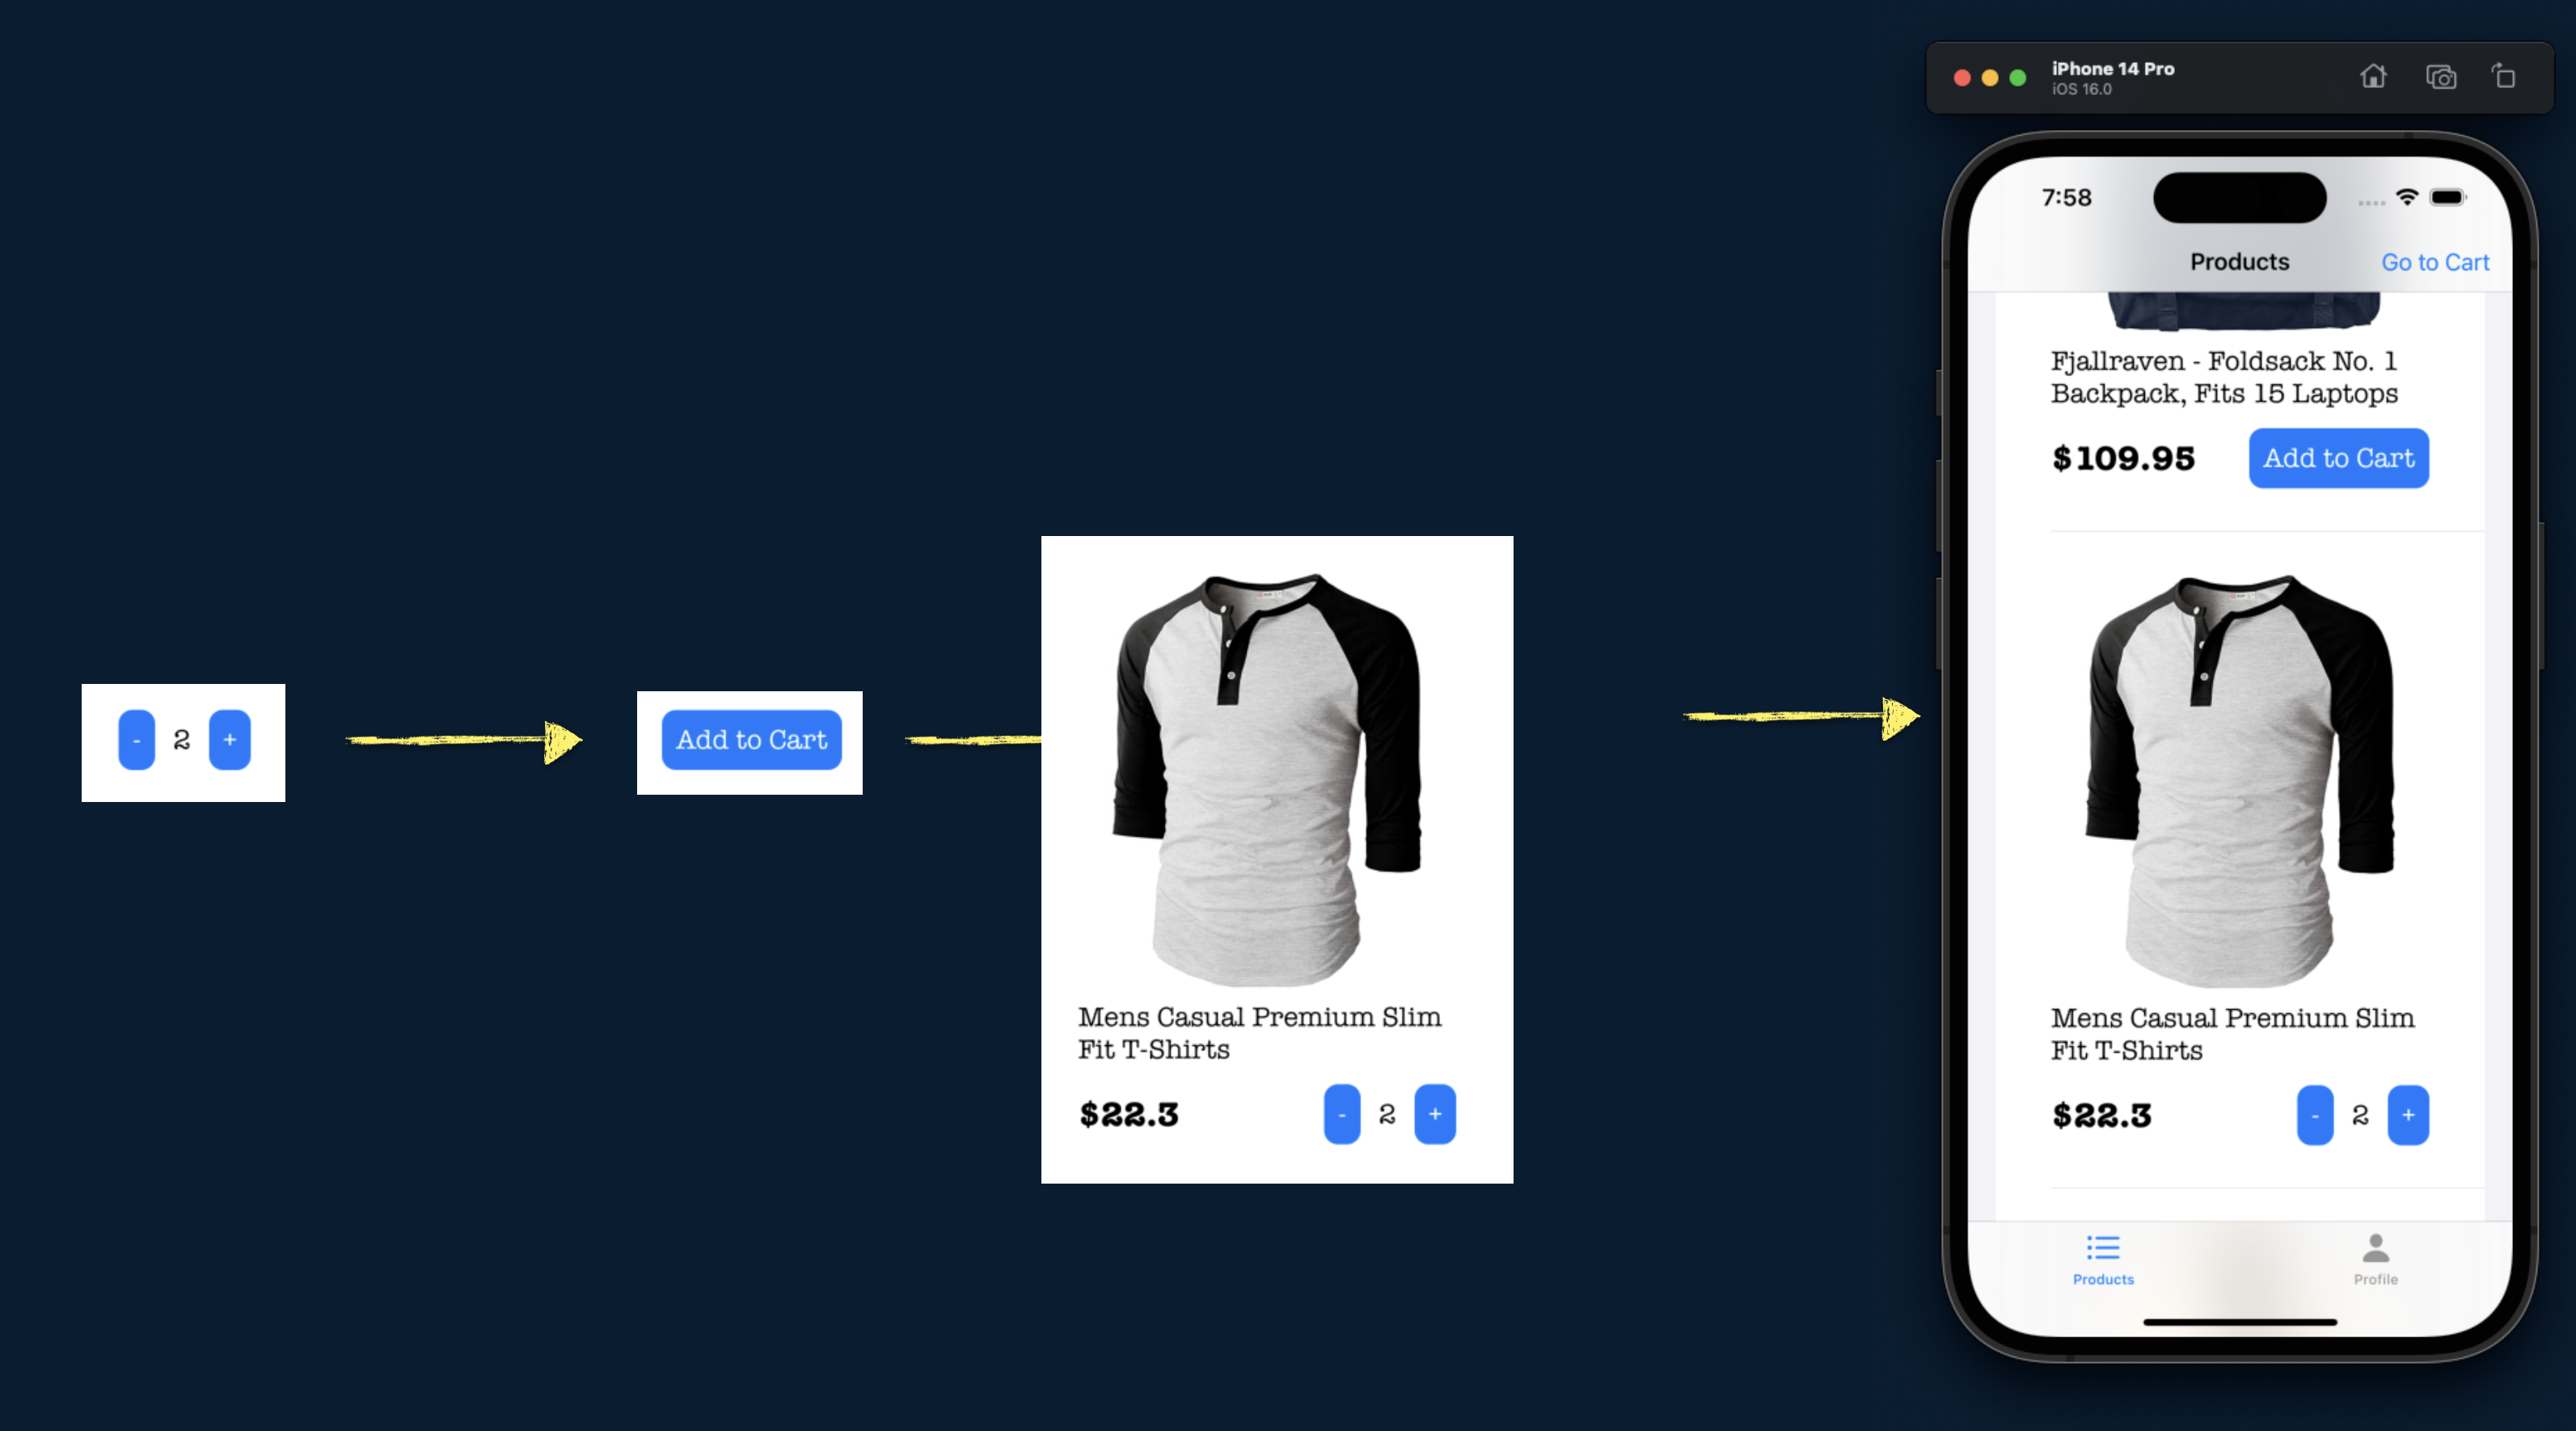 - 2 +
Add to Cart
Mens Casual Premium Slim
Fit T-Shirts
$22.3
- 2 +
iPhone 14 Pro
iOS 16.0
7:58
Products
Go to Cart
Fjallraven - Foldsack No. 1
Backpack, Fits 15 Laptops
$109.95
Add to Cart
Mens Casual Premium Slim
Fit T-Shirts
$22.3
- 2 +
Products
Profile